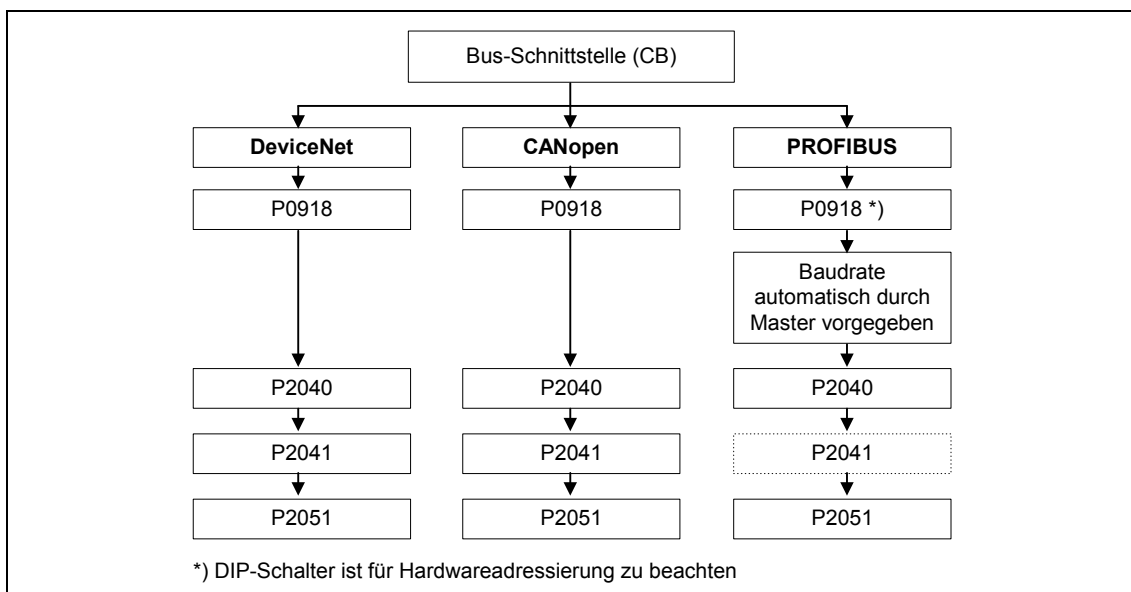 Bus-Schnittstelle (CB)
DeviceNet
CANopen
PROFIBUS
P0918
P0918
P0918 *)
Baudrate
automatisch durch
Master vorgegeben
P2040
P2040
P2040
P2041
P2041
P2041
P2051
P2051
P2051
*) DIP-Schalter ist für Hardwareadressierung zu beachten